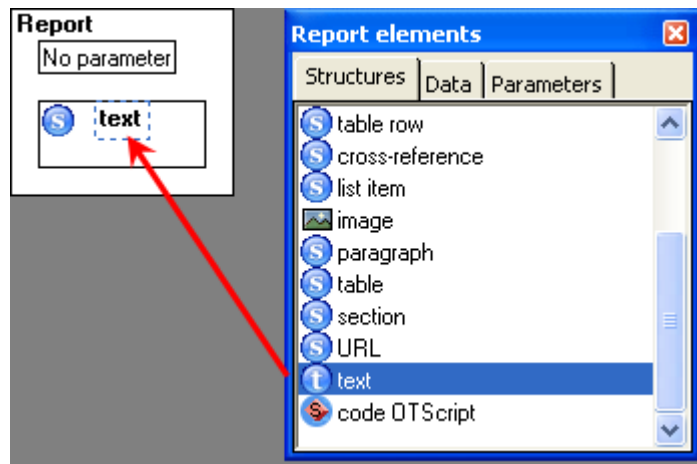 Report
No parameter
S text
Report elements
Structures Data Parameters
S table row
S cross-reference
S list item
image
S paragraph
S table
S section
S URL
t text
S code OTScript